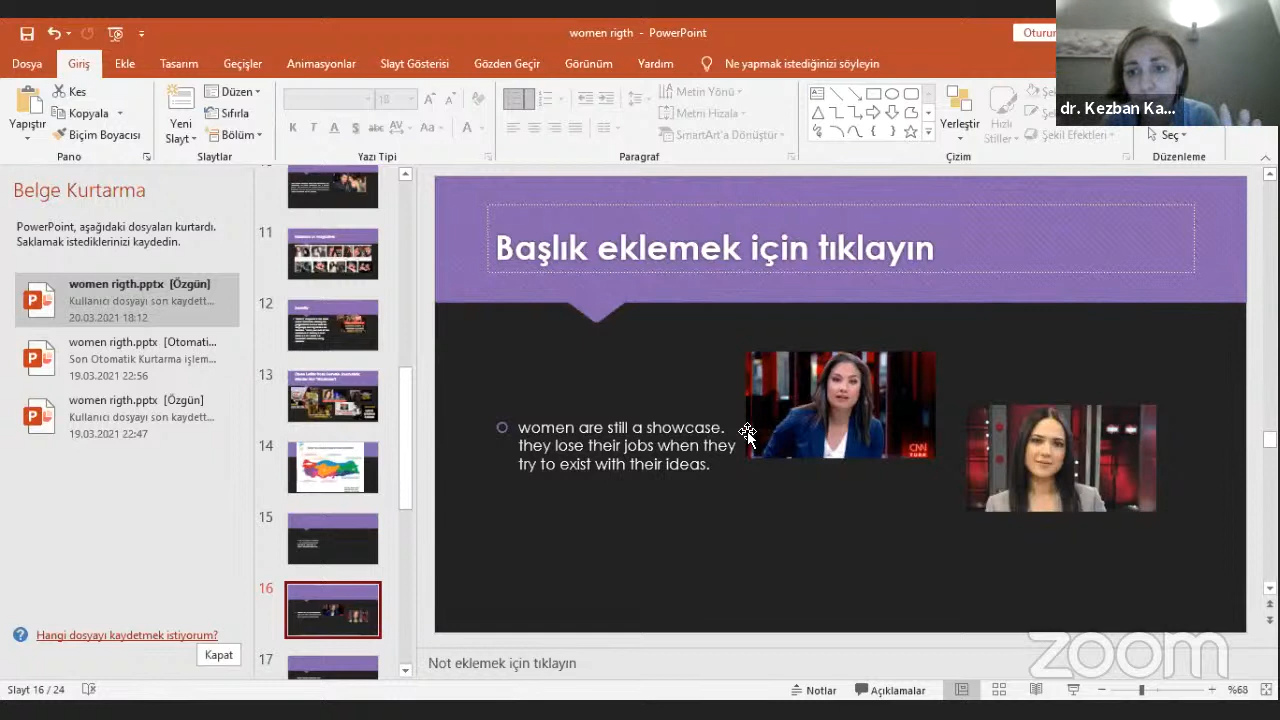 women rigth - PowerPoint
Oturum
Dosya
Giriş
Ekle
Tasarım
Geçişler
Animasyonlar
Slayt Gösterisi
Gözden Geçir
Görünüm
Yardım
Ne yapmak istediğinizi söyleyin
dr. Kezban Ka...
Yapıştır
Kes
Kopyala
Biçim Boyacısı
Pano
Yeni
Slayt
Düzen
Sıfırla
Bölüm
Slaytlar
18
K T A S abc AV Aa A
Yazı Tipi
Metin Yönü
Metni Hizala
SmartArt'a Dönüştür
Paragraf
Yerleştir
Hızlı
Stiller
Şekil Efektleri
Çizim
Seç
Düzenleme
Belge Kurtarma
PowerPoint, aşağıdaki dosyaları kurtardı.
Saklamak istediklerinizi kaydedin.
women rigth.pptx [Özgün]
Kullanıcı dosyayı son kaydett...
20.03.2021 18:12
women rigth.pptx [Otomati...
Son Otomatik Kurtarma işlem...
19.03.2021 22:56
women rigth.pptx [Özgün]
Kullanıcı dosyayı son kaydett...
19.03.2021 22:47
Hangi dosyayı kaydetmek istiyorum?
Kapat
11
12
13
14
15
16
17
Başlık eklemek için tıklayın
women are still a showcase.
they lose their jobs when they
try to exist with their ideas.
CNN
TÜRK
Not eklemek için tıklayın
zoom
Slayt 16 / 24
Notlar
Açıklamalar
%68